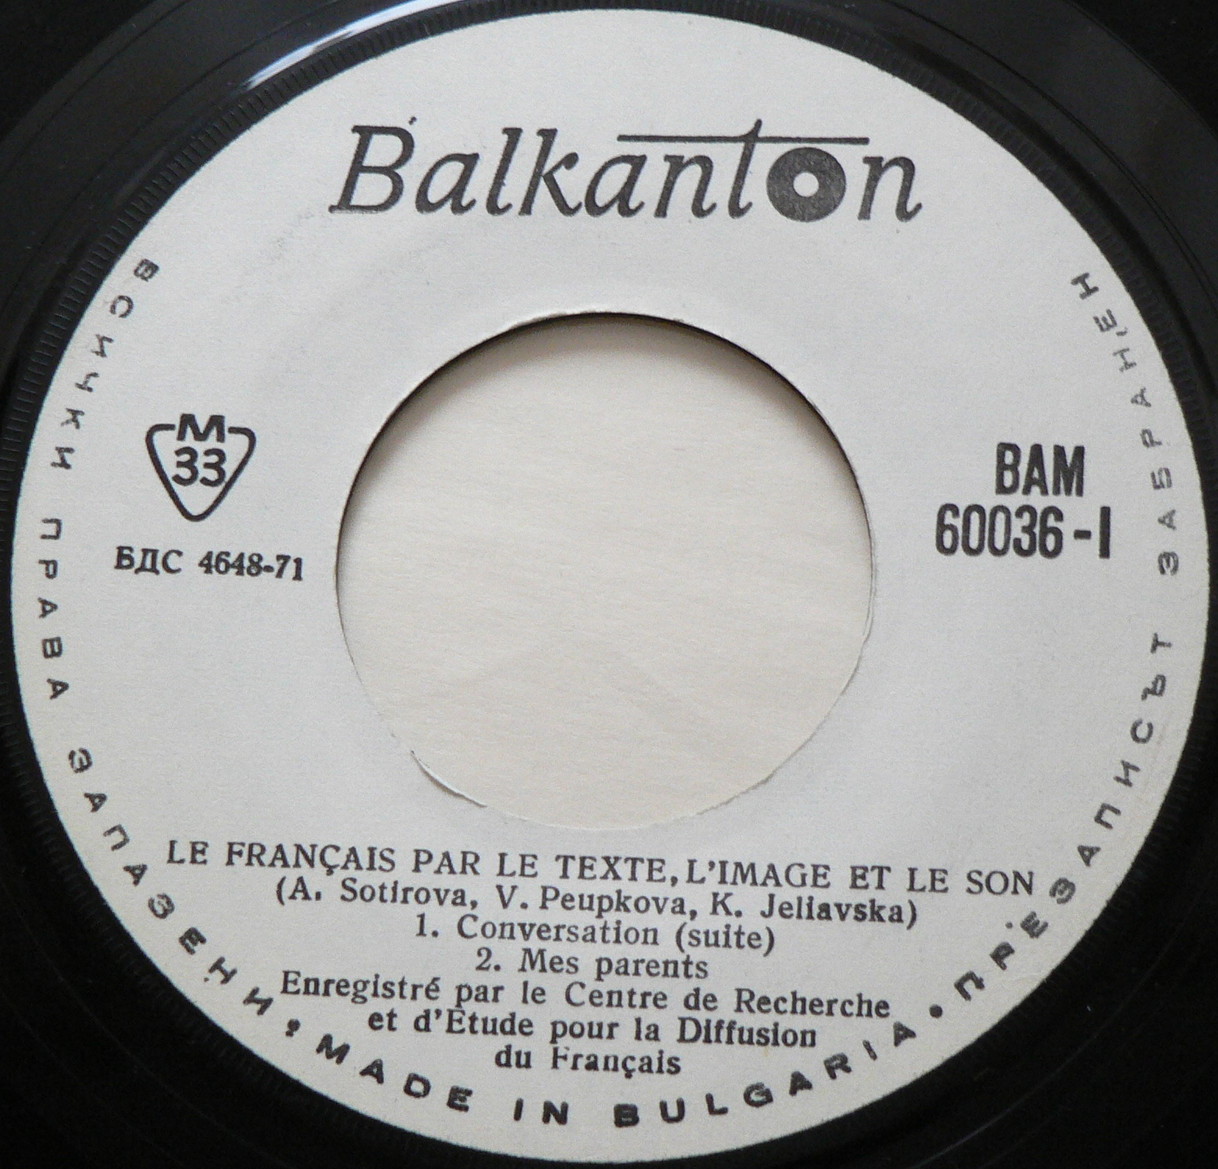 Balkanton
M
33
БДС 4648-71
BAM
60036-I
LE FRANÇAIS PAR LE TEXTE, L'IMAGE ET LE SON
(A. Sotirova, V. Peupkova, K. Jeliavska)
1. Conversation (suite)
2. Mes parents
Enregistré par le Centre de Recherche
et d'Etude pour la Diffusion
du Français
ВСИЧКИ ПРАВА ЗАПАЗЕНИ • MADE IN BULGARIA • ПРЕЗАПИСЪТ ЗАБРАНЕН